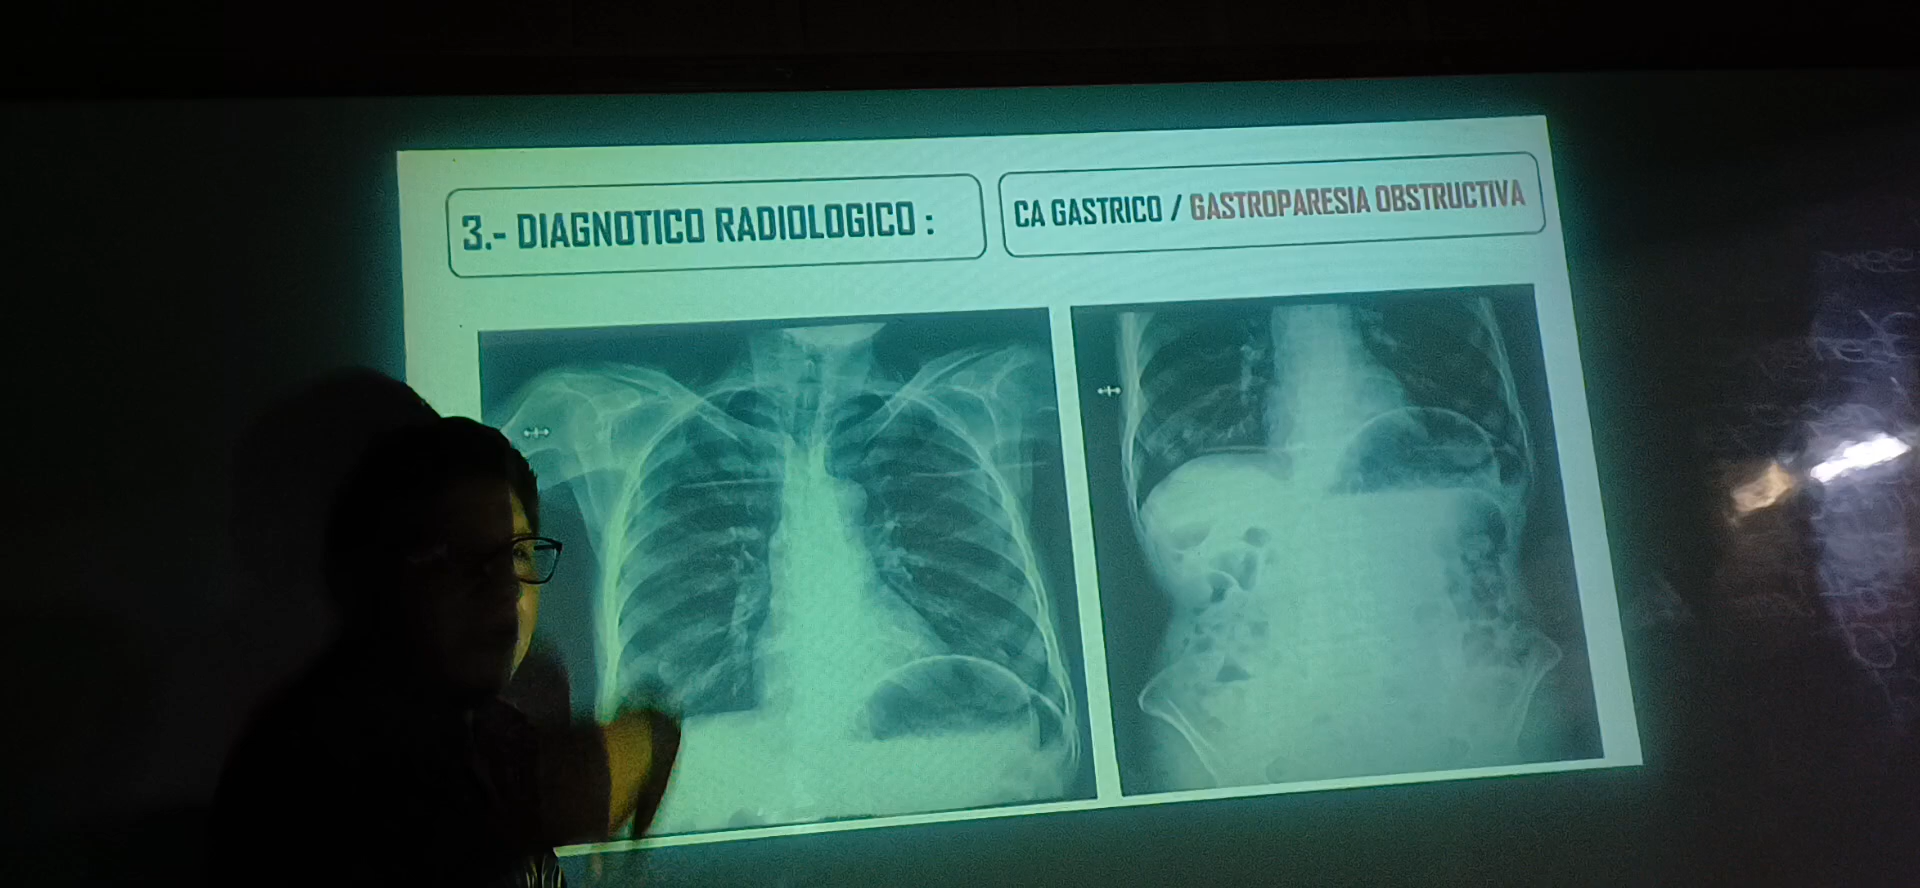 3.- DIAGNOTICO RADIOLOGICO :
CA GASTRICO / GASTROPARESIA OBSTRUCTIVA